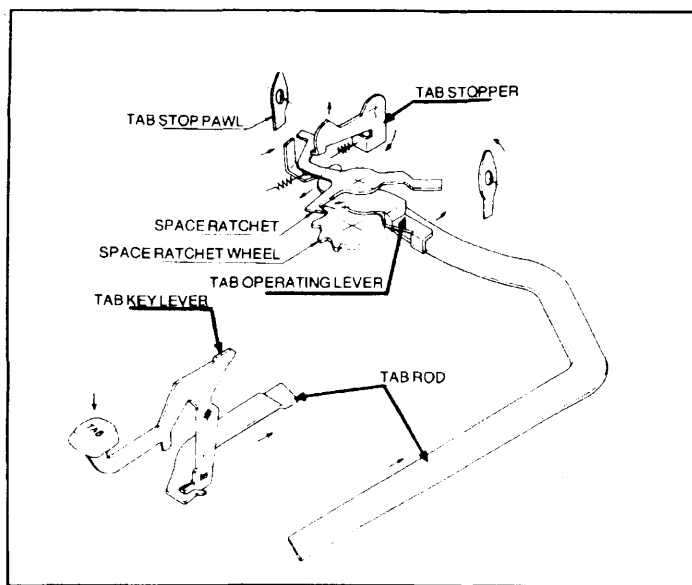 TAB STOPPER
TAB STOP PAWL
SPACE RATCHET
SPACE RATCHET WHEEL
TAB OPERATING LEVER
TAB KEY LEVER
TAB ROD
TAB